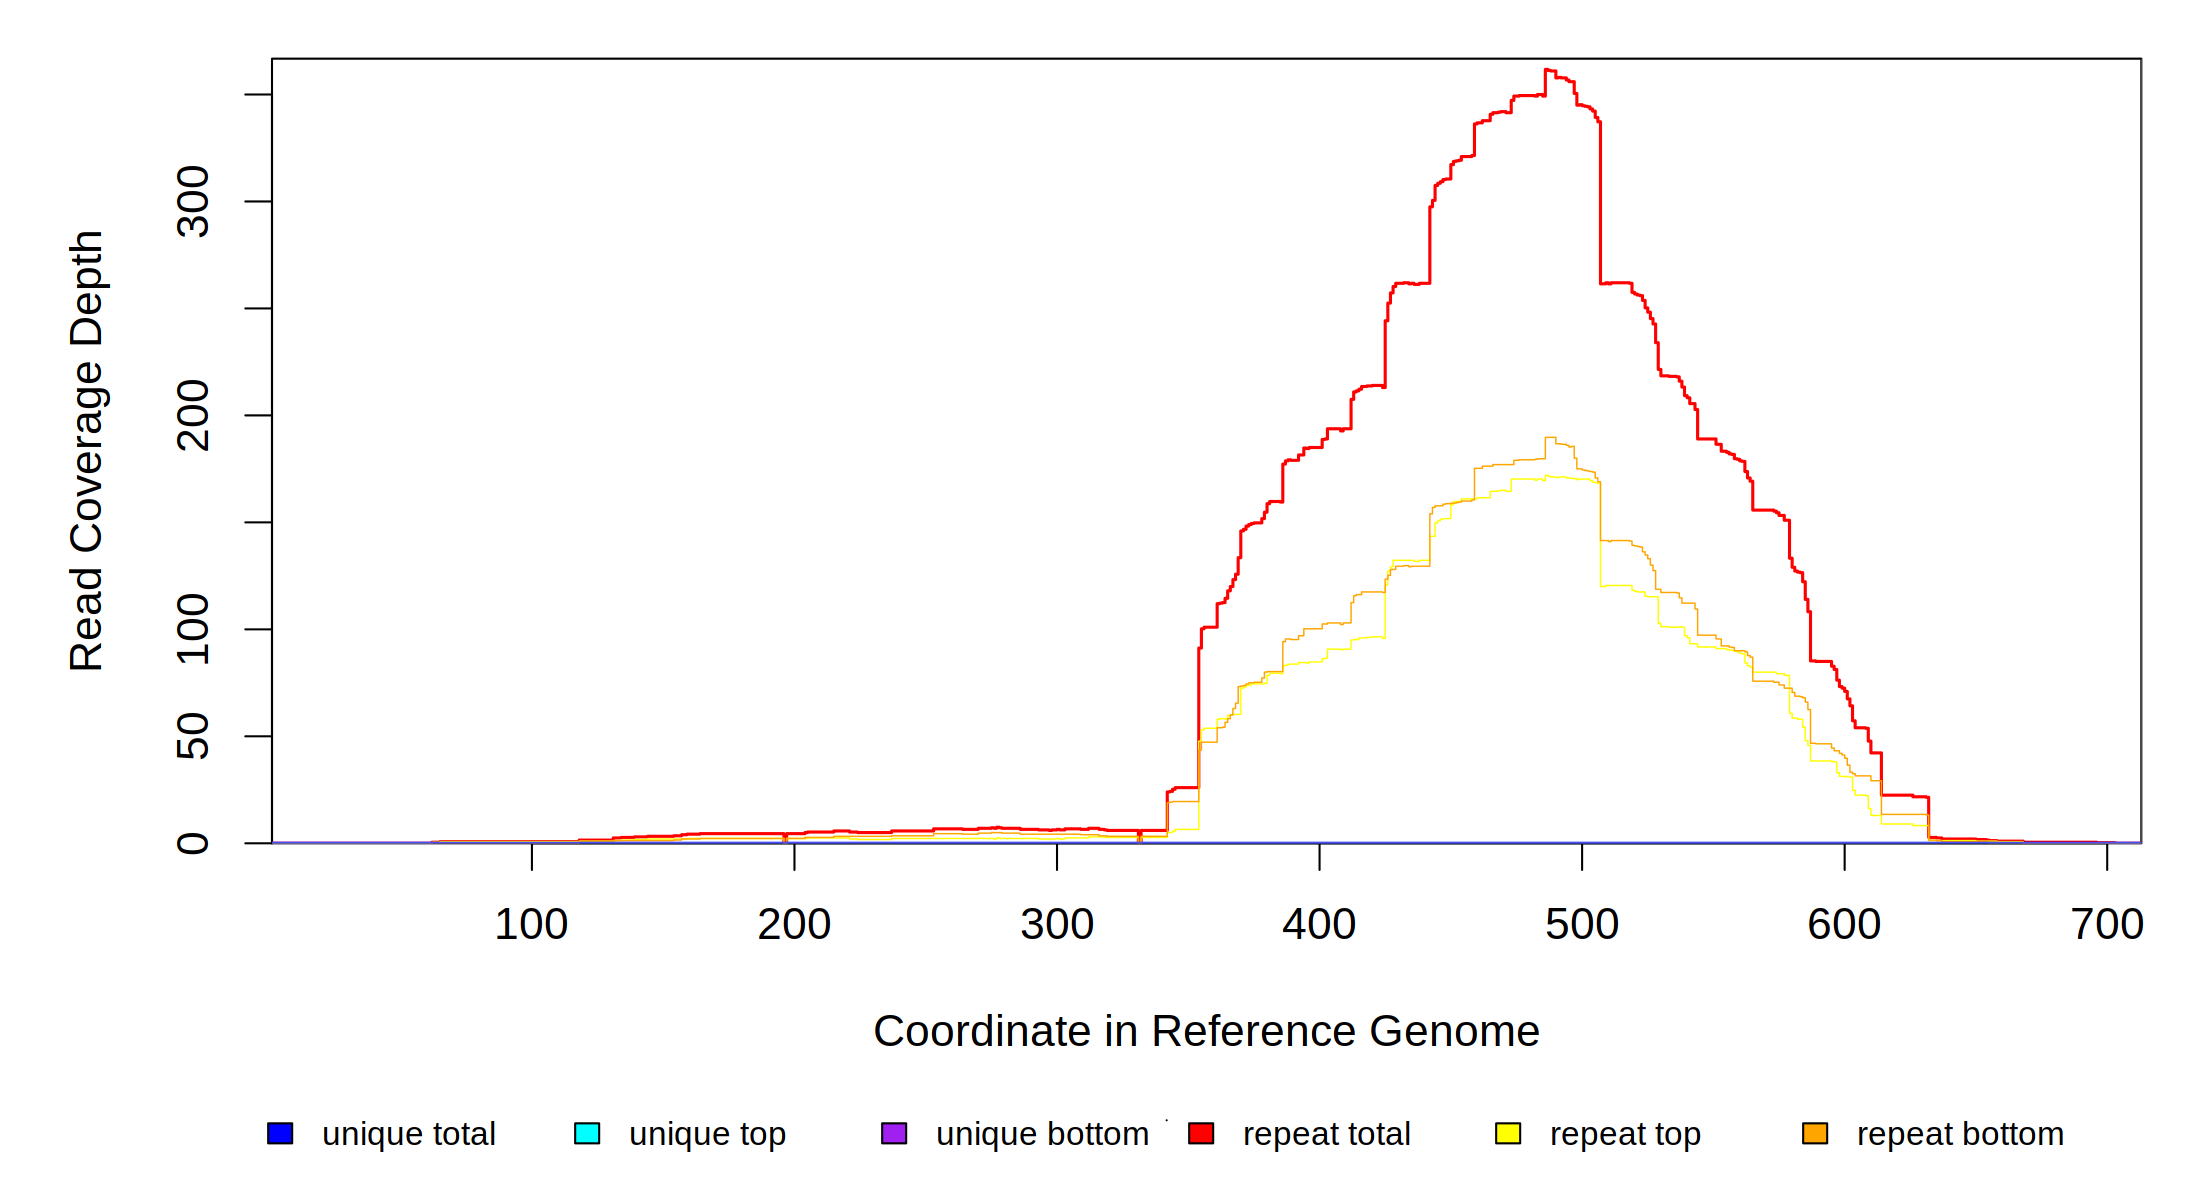 Read Coverage Depth
300
200
100
50
0
100 200 300 400 500 600 700
Coordinate in Reference Genome
unique total unique top unique bottom repeat total repeat top repeat bottom